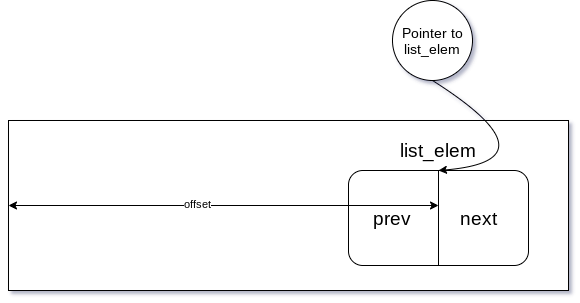 Pointer to
list_elem
list_elem
offset
prev
next